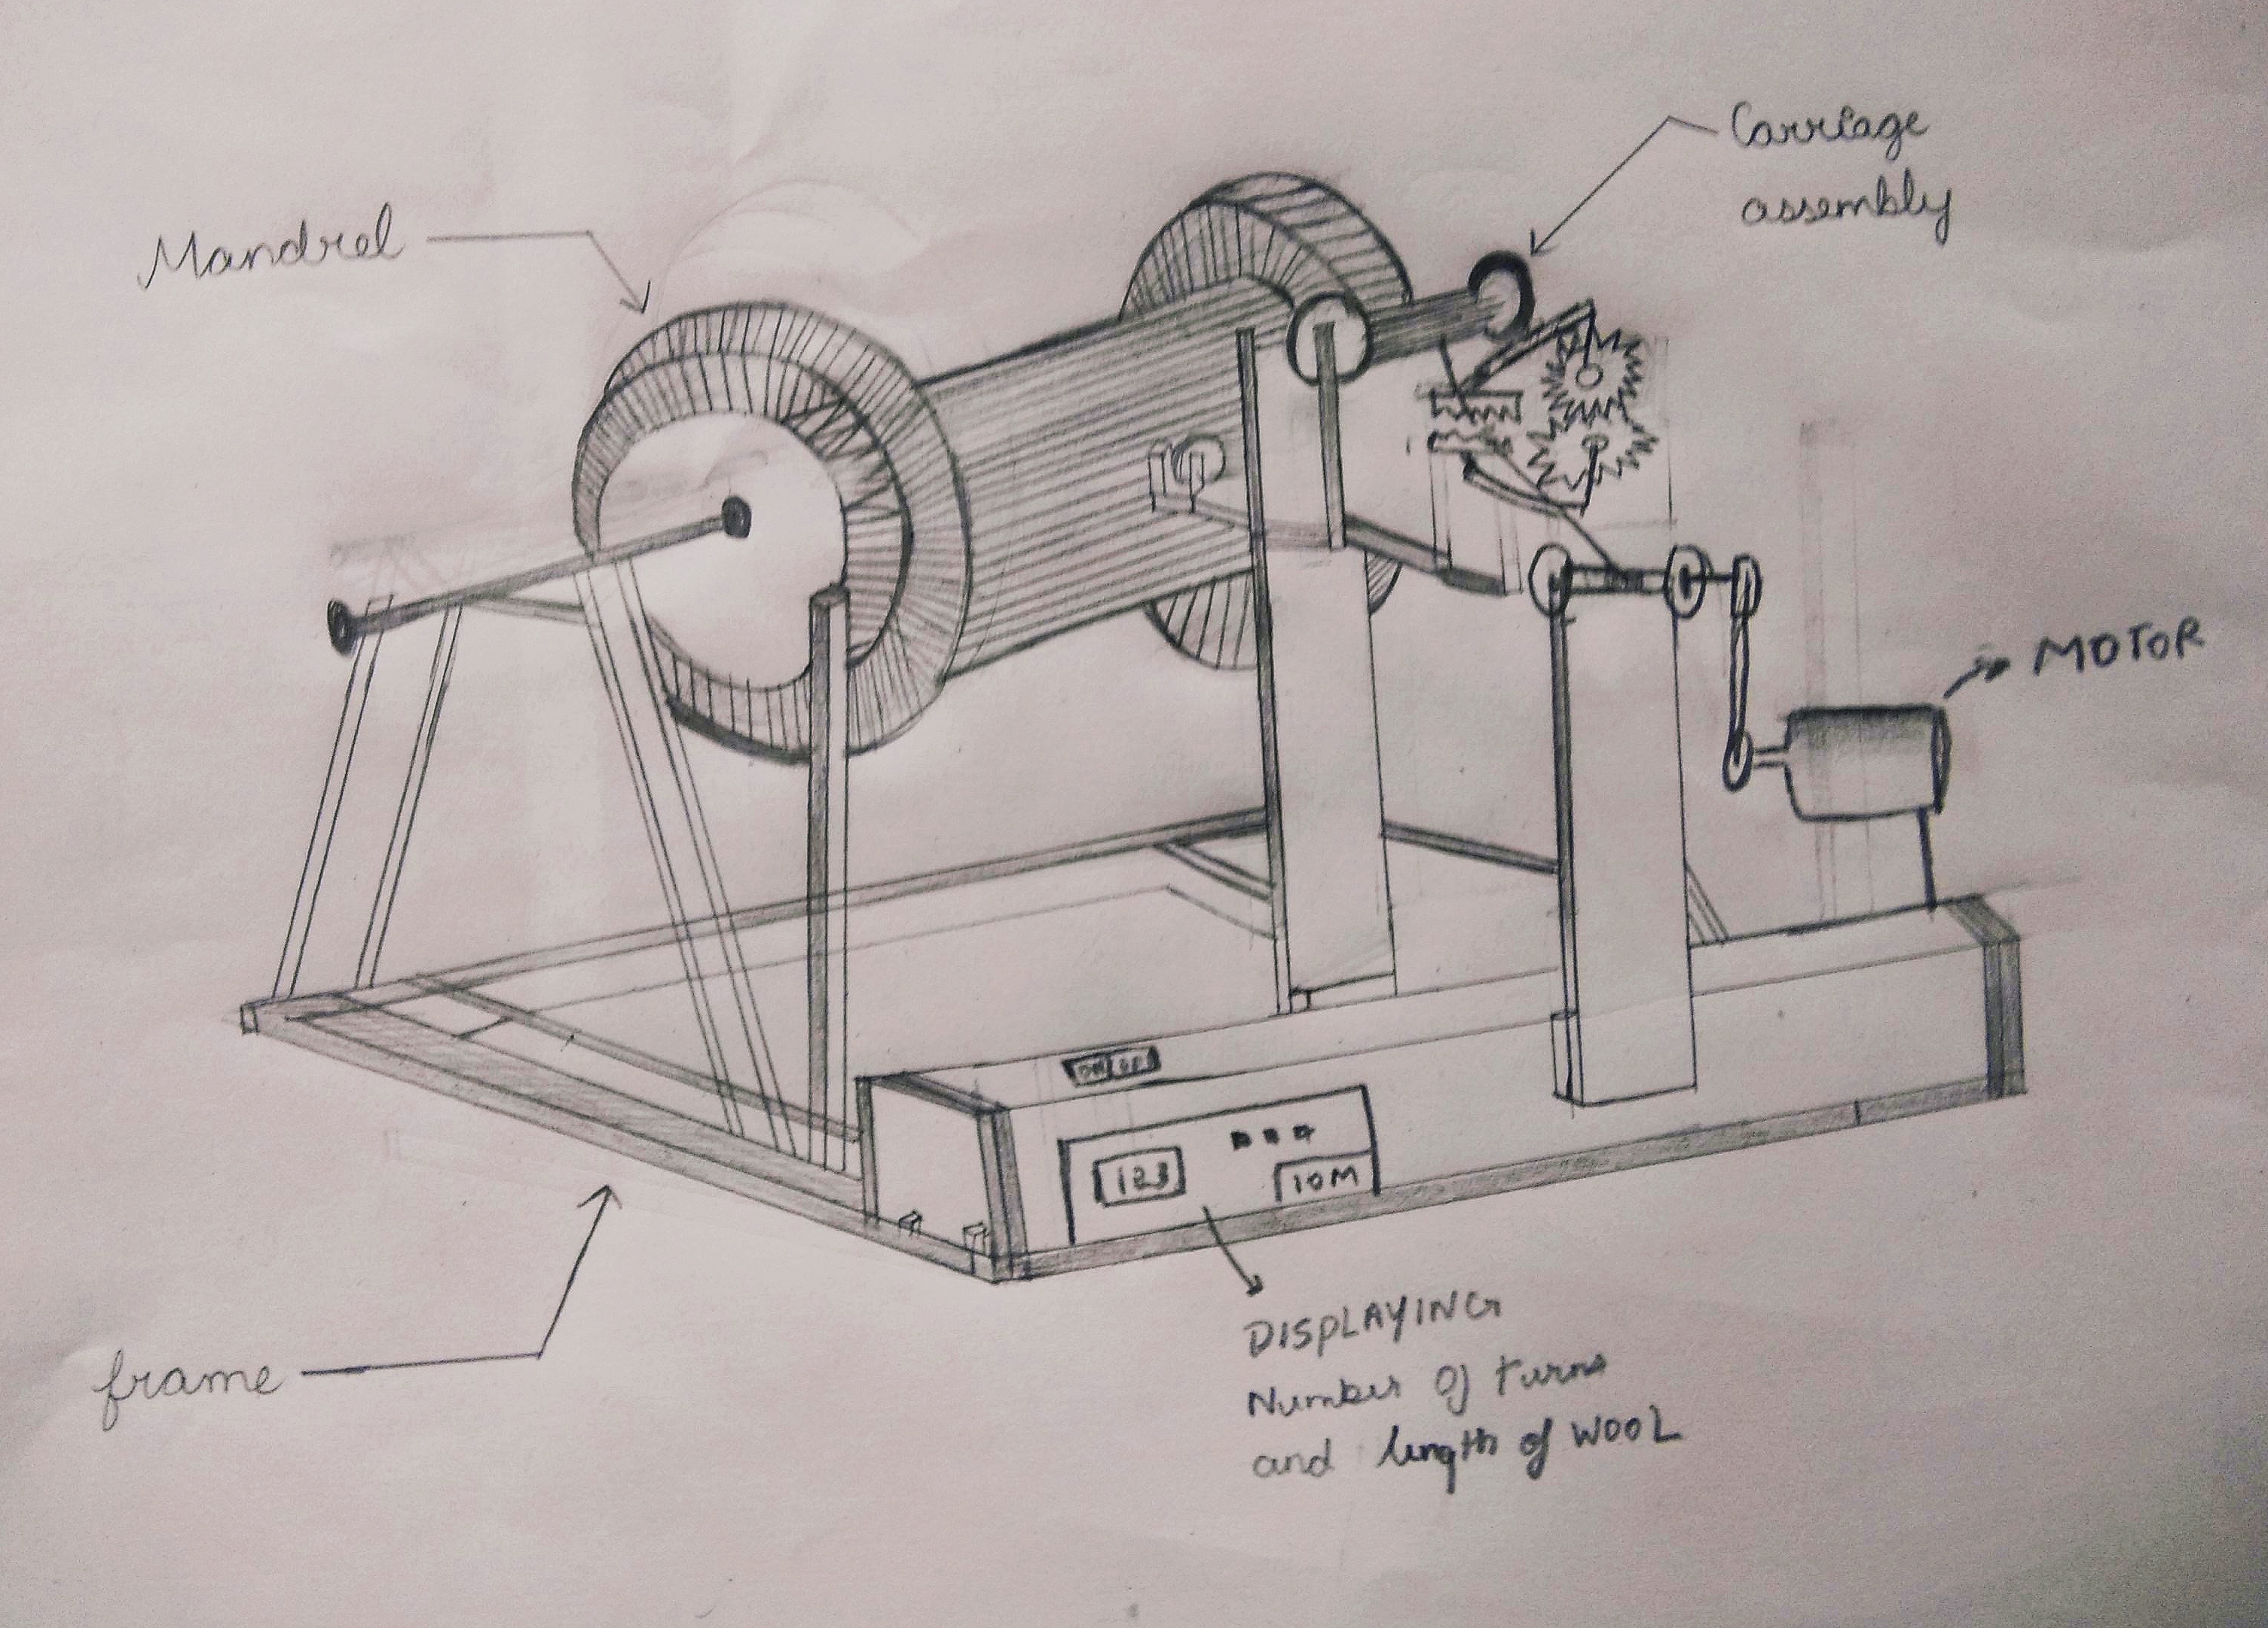 Carriage
assembly
Mandrel
MOTOR
ON OFF
123
10M
DISPLAYING
Number of turns
and length of WOOL
frame